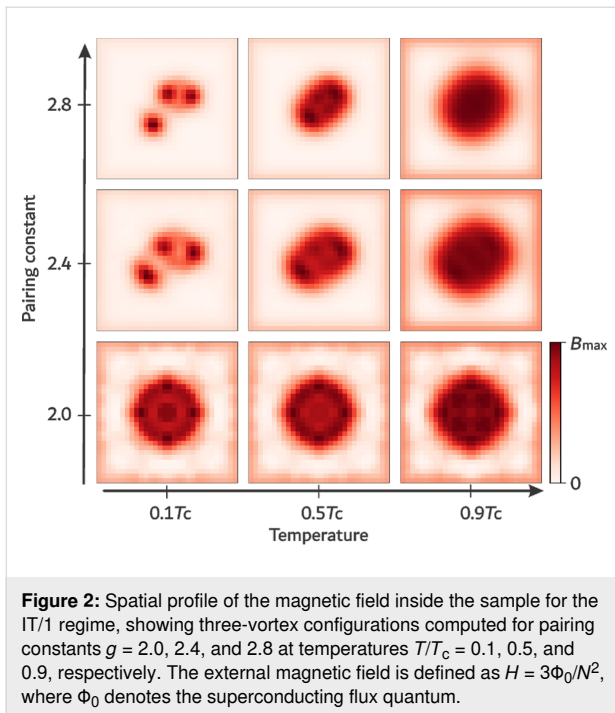 Pairing constant
2.8
2.4
2.0
Bmax
0
0.1Tc
0.5Tc
0.9Tc
Temperature
Figure 2: Spatial profile of the magnetic field inside the sample for the
IT/1 regime, showing three-vortex configurations computed for pairing
constants g = 2.0, 2.4, and 2.8 at temperatures T/Tc = 0.1, 0.5, and
0.9, respectively. The external magnetic field is defined as H = 3Φ0/N²,
where Φ0 denotes the superconducting flux quantum.